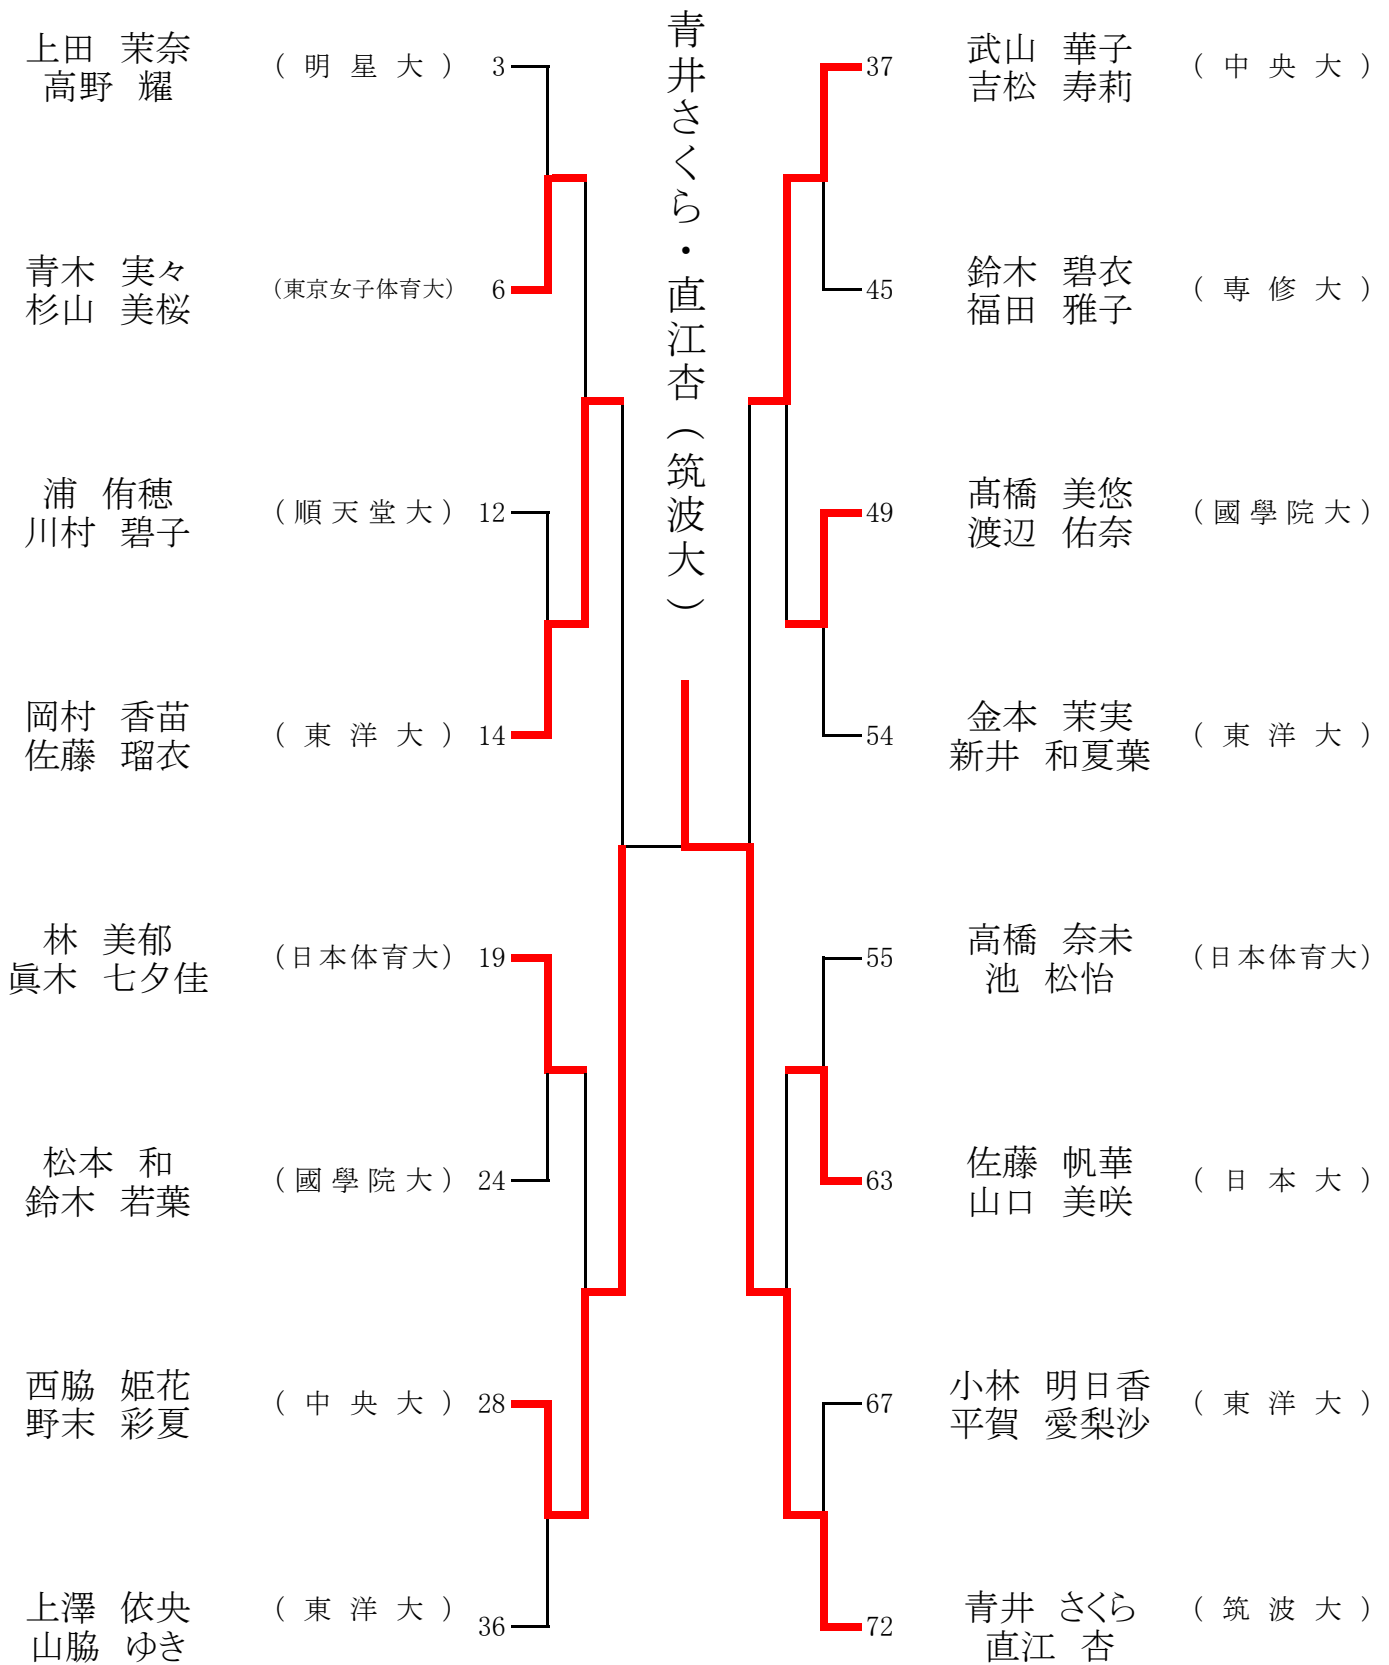 上田 茉奈
高野 耀
(明星大) 3
青木 実々
杉山 美桜
(東京女子体育大) 6
浦 侑穂
川村 碧子
(順天堂大) 12
岡村 香苗
佐藤 瑠衣
(東洋大) 14
林 美郁
眞木 七夕佳
(日本体育大) 19
松本 和
鈴木 若葉
(國學院大) 24
西脇 姫花
野末 彩夏
(中央大) 28
上澤 依央
山脇 ゆき
(東洋大) 36
青井さくら・直江杏(筑波大)
37 武山 華子
吉松 寿莉
(中央大)
45 鈴木 碧衣
福田 雅子
(専修大)
49 髙橋 美悠
渡辺 佑奈
(國學院大)
54 金本 茉実
新井 和夏葉
(東洋大)
55 高橋 奈未
池 松怡
(日本体育大)
63 佐藤 帆華
山口 美咲
(日本大)
67 小林 明日香
平賀 愛梨沙
(東洋大)
72 青井 さくら
直江 杏
(筑波大)